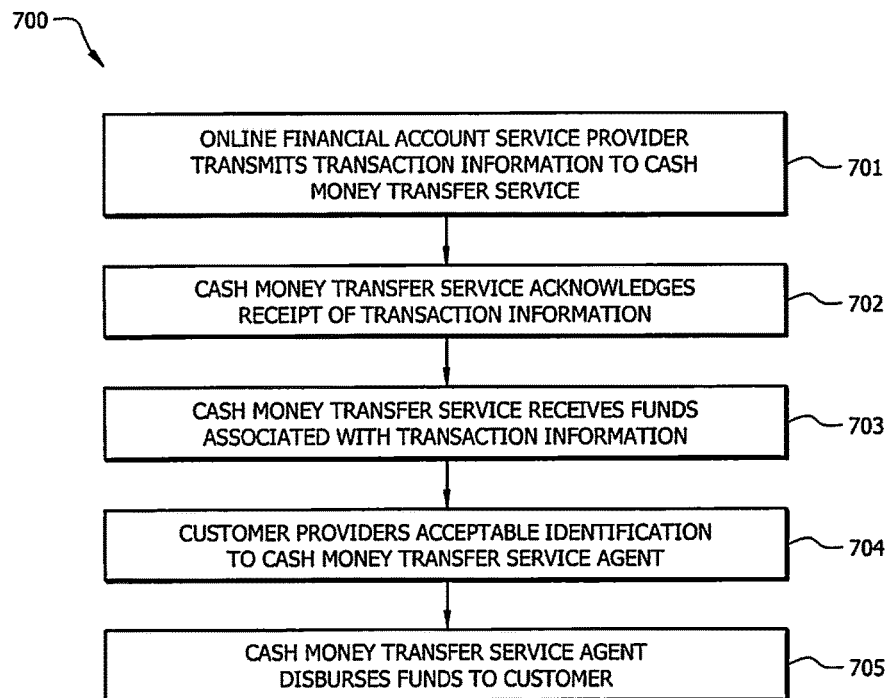 700
ONLINE FINANCIAL ACCOUNT SERVICE PROVIDER
TRANSMITS TRANSACTION INFORMATION TO CASH
MONEY TRANSFER SERVICE
701
CASH MONEY TRANSFER SERVICE ACKNOWLEDGES
RECEIPT OF TRANSACTION INFORMATION
702
CASH MONEY TRANSFER SERVICE RECEIVES FUNDS
ASSOCIATED WITH TRANSACTION INFORMATION
703
CUSTOMER PROVIDERS ACCEPTABLE IDENTIFICATION
TO CASH MONEY TRANSFER SERVICE AGENT
704
CASH MONEY TRANSFER SERVICE AGENT
DISBURSES FUNDS TO CUSTOMER
705